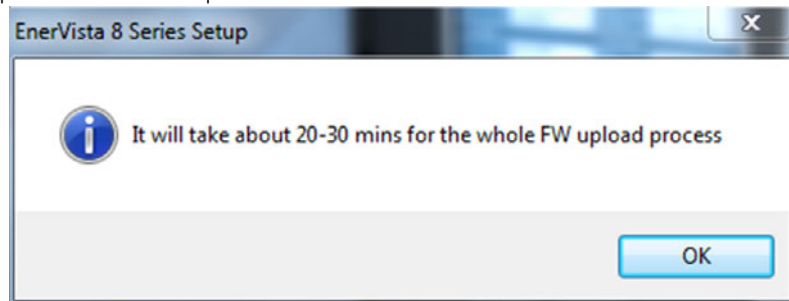 EnerVista 8 Series Setup
It will take about 20-30 mins for the whole FW upload process
OK